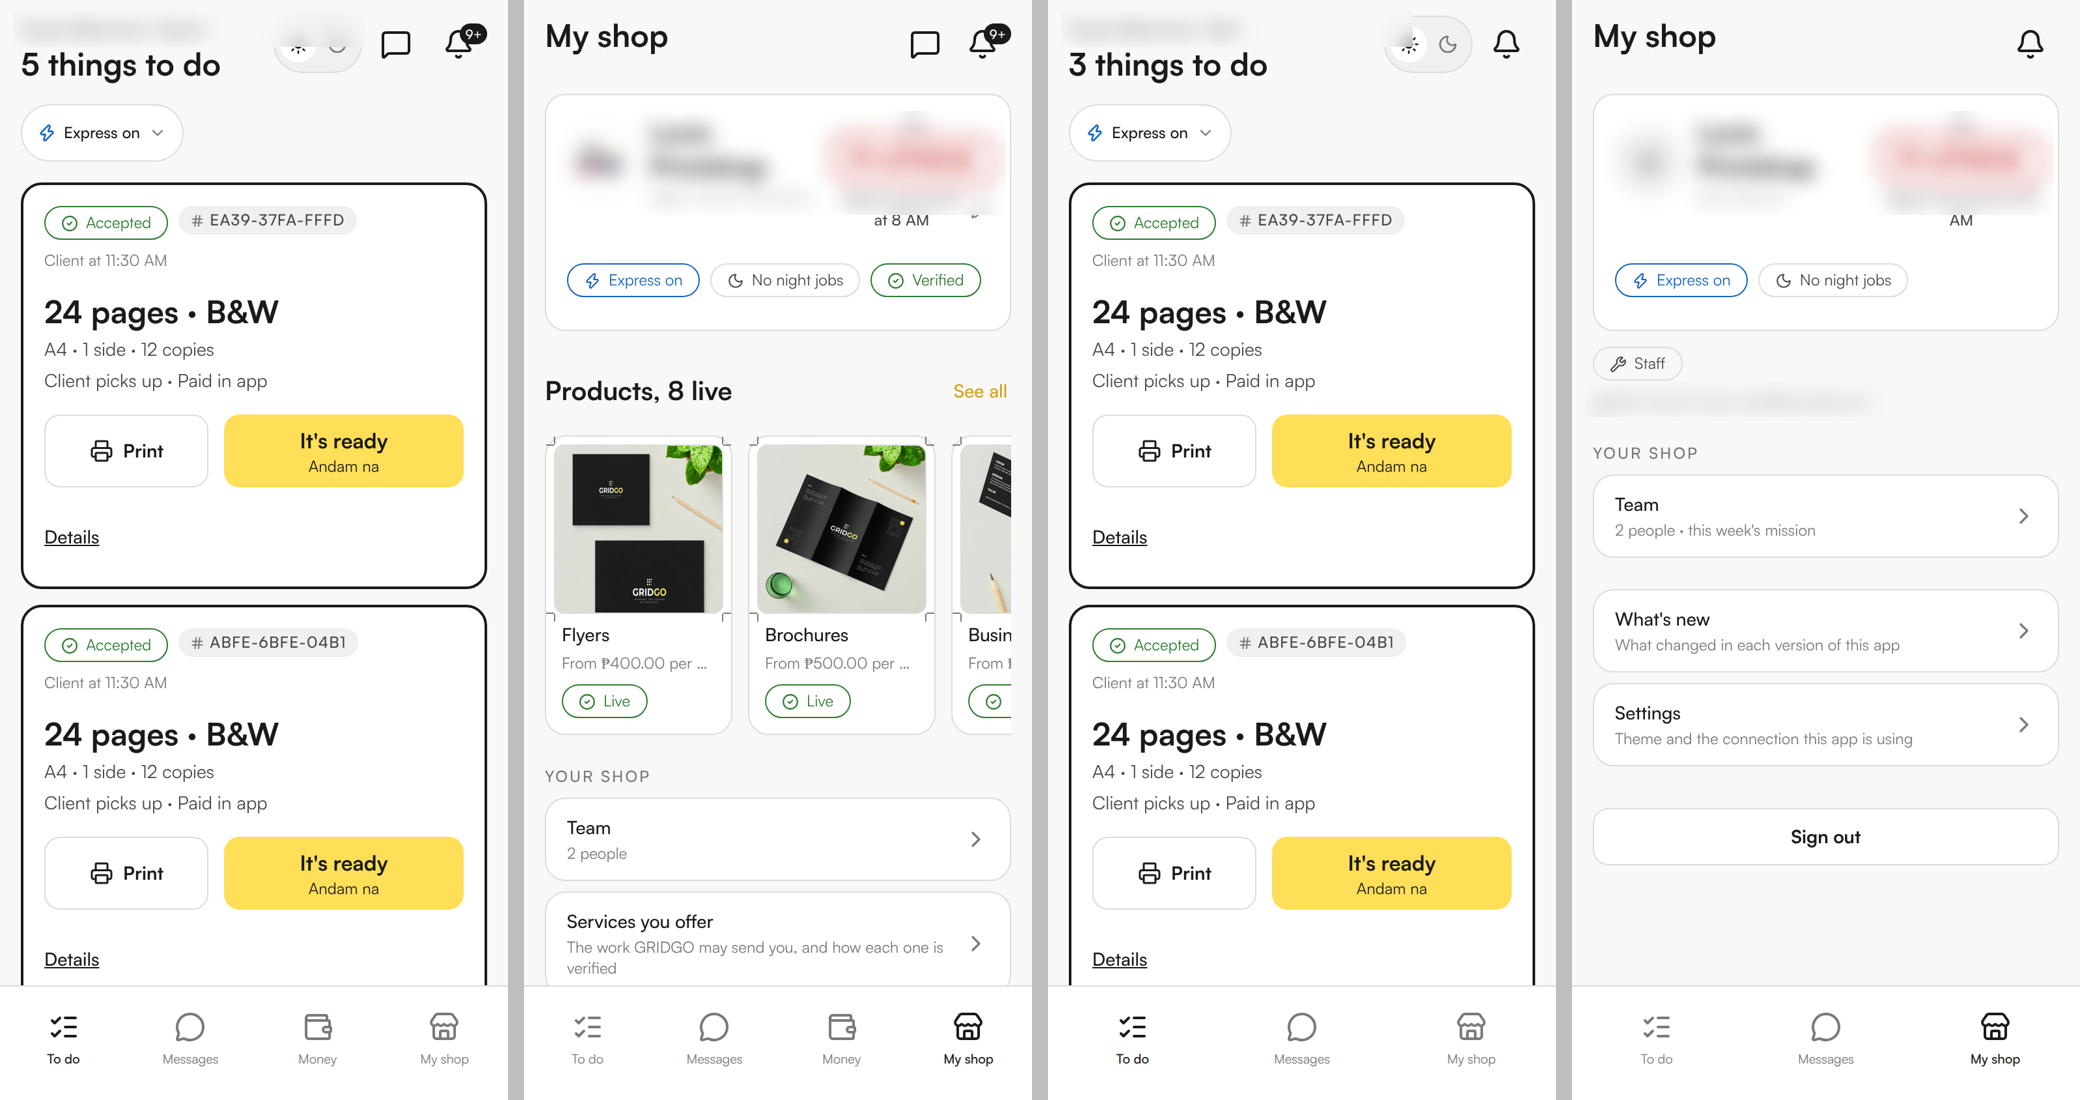 5 things to do
9+
Express on
Accepted
# EA39-37FA-FFFD
Client at 11:30 AM
24 pages · B&W
A4 · 1 side · 12 copies
Client picks up · Paid in app
Print
It's ready
Andam na
Details
Accepted
# ABFE-6BFE-04B1
Client at 11:30 AM
24 pages · B&W
A4 · 1 side · 12 copies
Client picks up · Paid in app
Print
It's ready
Andam na
Details
To do
Messages
Money
My shop
My shop
9+
at 8 AM
Express on
No night jobs
Verified
Products, 8 live
See all
GRIDGO
GRIDGO
GRIDGO
Flyers
From ₱400.00 per ...
Live
Brochures
From ₱500.00 per ...
Live
Busin
From
YOUR SHOP
Team
2 people
Services you offer
The work GRIDGO may send you, and how each one is
verified
To do
Messages
Money
My shop
3 things to do
Express on
Accepted
# EA39-37FA-FFFD
Client at 11:30 AM
24 pages · B&W
A4 · 1 side · 12 copies
Client picks up · Paid in app
Print
It's ready
Andam na
Details
Accepted
# ABFE-6BFE-04B1
Client at 11:30 AM
24 pages · B&W
A4 · 1 side · 12 copies
Client picks up · Paid in app
Print
It's ready
Andam na
Details
To do
Messages
My shop
My shop
AM
Express on
No night jobs
Staff
YOUR SHOP
Team
2 people · this week's mission
What's new
What changed in each version of this app
Settings
Theme and the connection this app is using
Sign out
To do
Messages
My shop